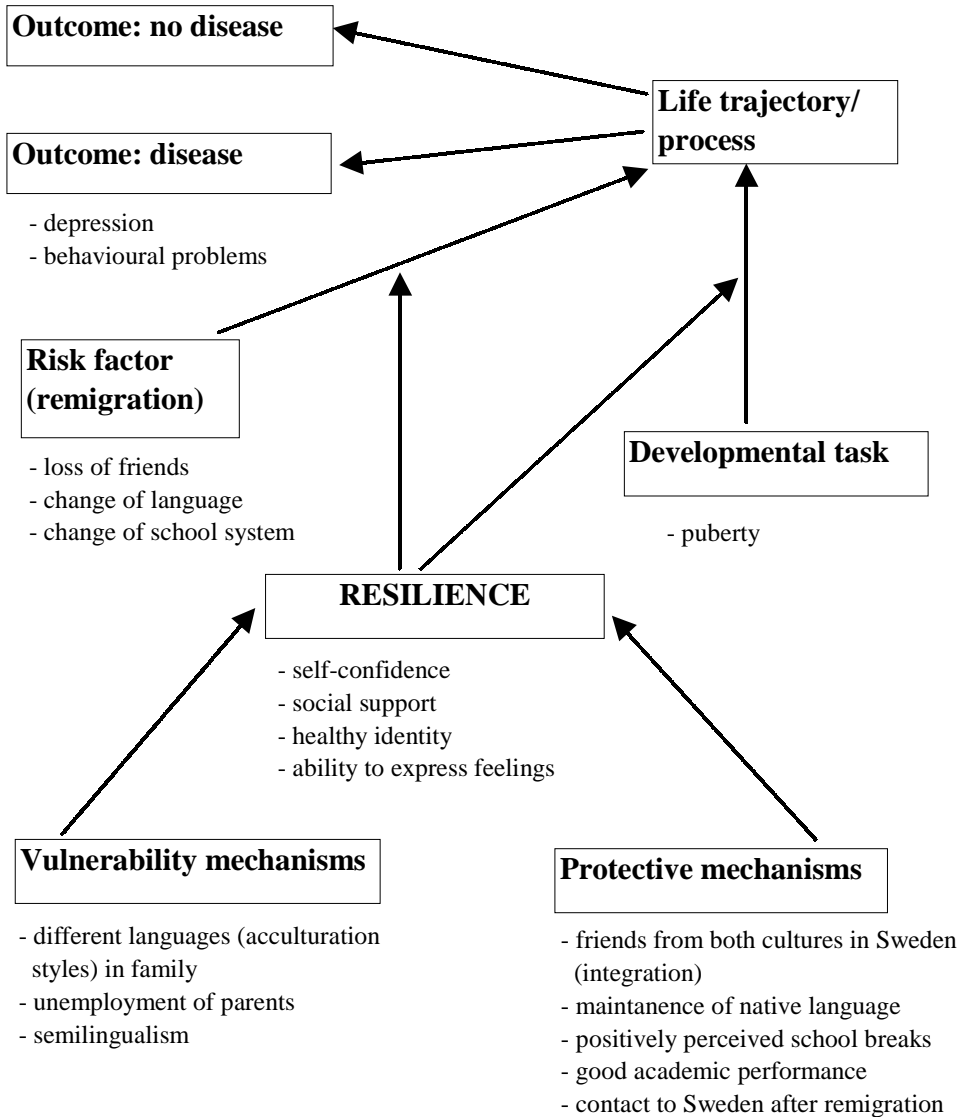 Outcome: no disease
Life trajectory/
process
Outcome: disease
- depression
- behavioural problems
Risk factor
(remigration)
- loss of friends
- change of language
- change of school system
Developmental task
- puberty
RESILIENCE
- self-confidence
- social support
- healthy identity
- ability to express feelings
Vulnerability mechanisms
- different languages (acculturation
styles) in family
- unemployment of parents
- semilingualism
Protective mechanisms
- friends from both cultures in Sweden
(integration)
- maintanence of native language
- positively perceived school breaks
- good academic performance
- contact to Sweden after remigration